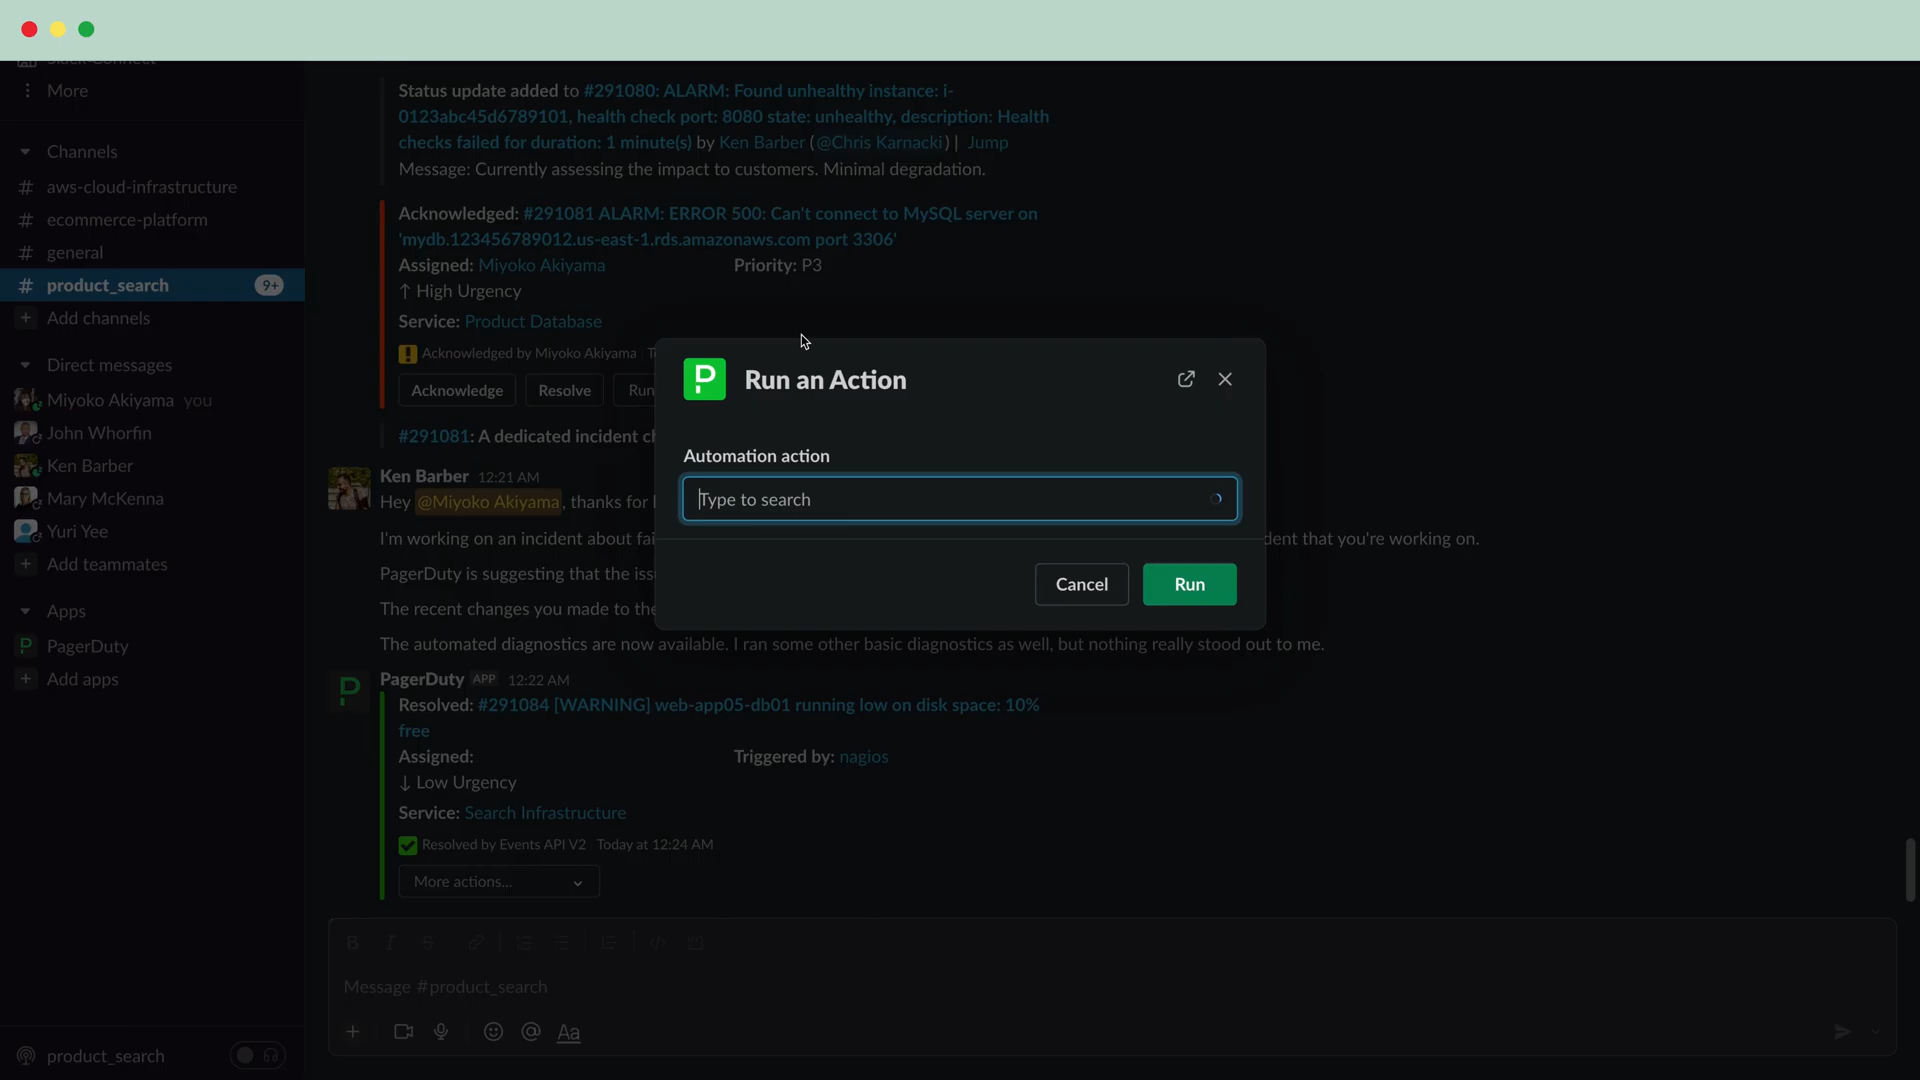 Slack Connect
More
Channels
# aws-cloud-infrastructure
# ecommerce-platform
# general
# product_search 9+
+ Add channels
Direct messages
Miyoko Akiyama you
John Whorfin
Ken Barber
Mary McKenna
Yuri Yee
+ Add teammates
Apps
PagerDuty
+ Add apps
product_search
Status update added to #291080: ALARM: Found unhealthy instance: i-
0123abc45d6789101, health check port: 8080 state: unhealthy, description: Health
checks failed for duration: 1 minute(s) by Ken Barber (@Chris Karnacki) | Jump
Message: Currently assessing the impact to customers. Minimal degradation.
Acknowledged: #291081 ALARM: ERROR 500: Can't connect to MySQL server on
'mydb.123456789012.us-east-1.rds.amazonaws.com port 3306'
Assigned: Miyoko Akiyama Priority: P3
↑ High Urgency
Service: Product Database
Acknowledged by Miyoko Akiyama
Acknowledge Resolve Run
#291081: A dedicated incident
Ken Barber 12:21 AM
Hey @Miyoko Akiyama, thanks for
I'm working on an incident about dent that you're working on.
PagerDuty is suggesting that the
The recent changes you made to the
The automated diagnostics are now available. I ran some other basic diagnostics as well, but nothing really stood out to me.
PagerDuty APP 12:22 AM
Resolved: #291084 [WARNING] web-app05-db01 running low on disk space: 10%
free
Assigned: Triggered by: nagios
↓ Low Urgency
Service: Search Infrastructure
Resolved by Events API V2 Today at 12:24 AM
More actions...
B I S
Message #product_search
+ @ Aa
P Run an Action
Automation action
Type to search
Cancel Run